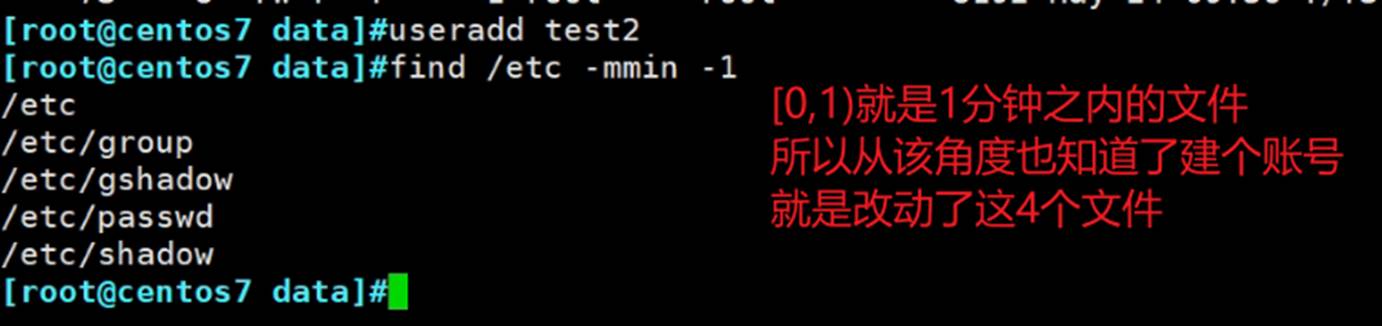 [root@centos7 data]#useradd test2
[root@centos7 data]#find /etc -mmin -1
/etc
/etc/group
/etc/gshadow
/etc/passwd
/etc/shadow
[root@centos7 data]#
[0,1)就是1分钟之内的文件
所以从该角度也知道了建个账号
就是改动了这4个文件